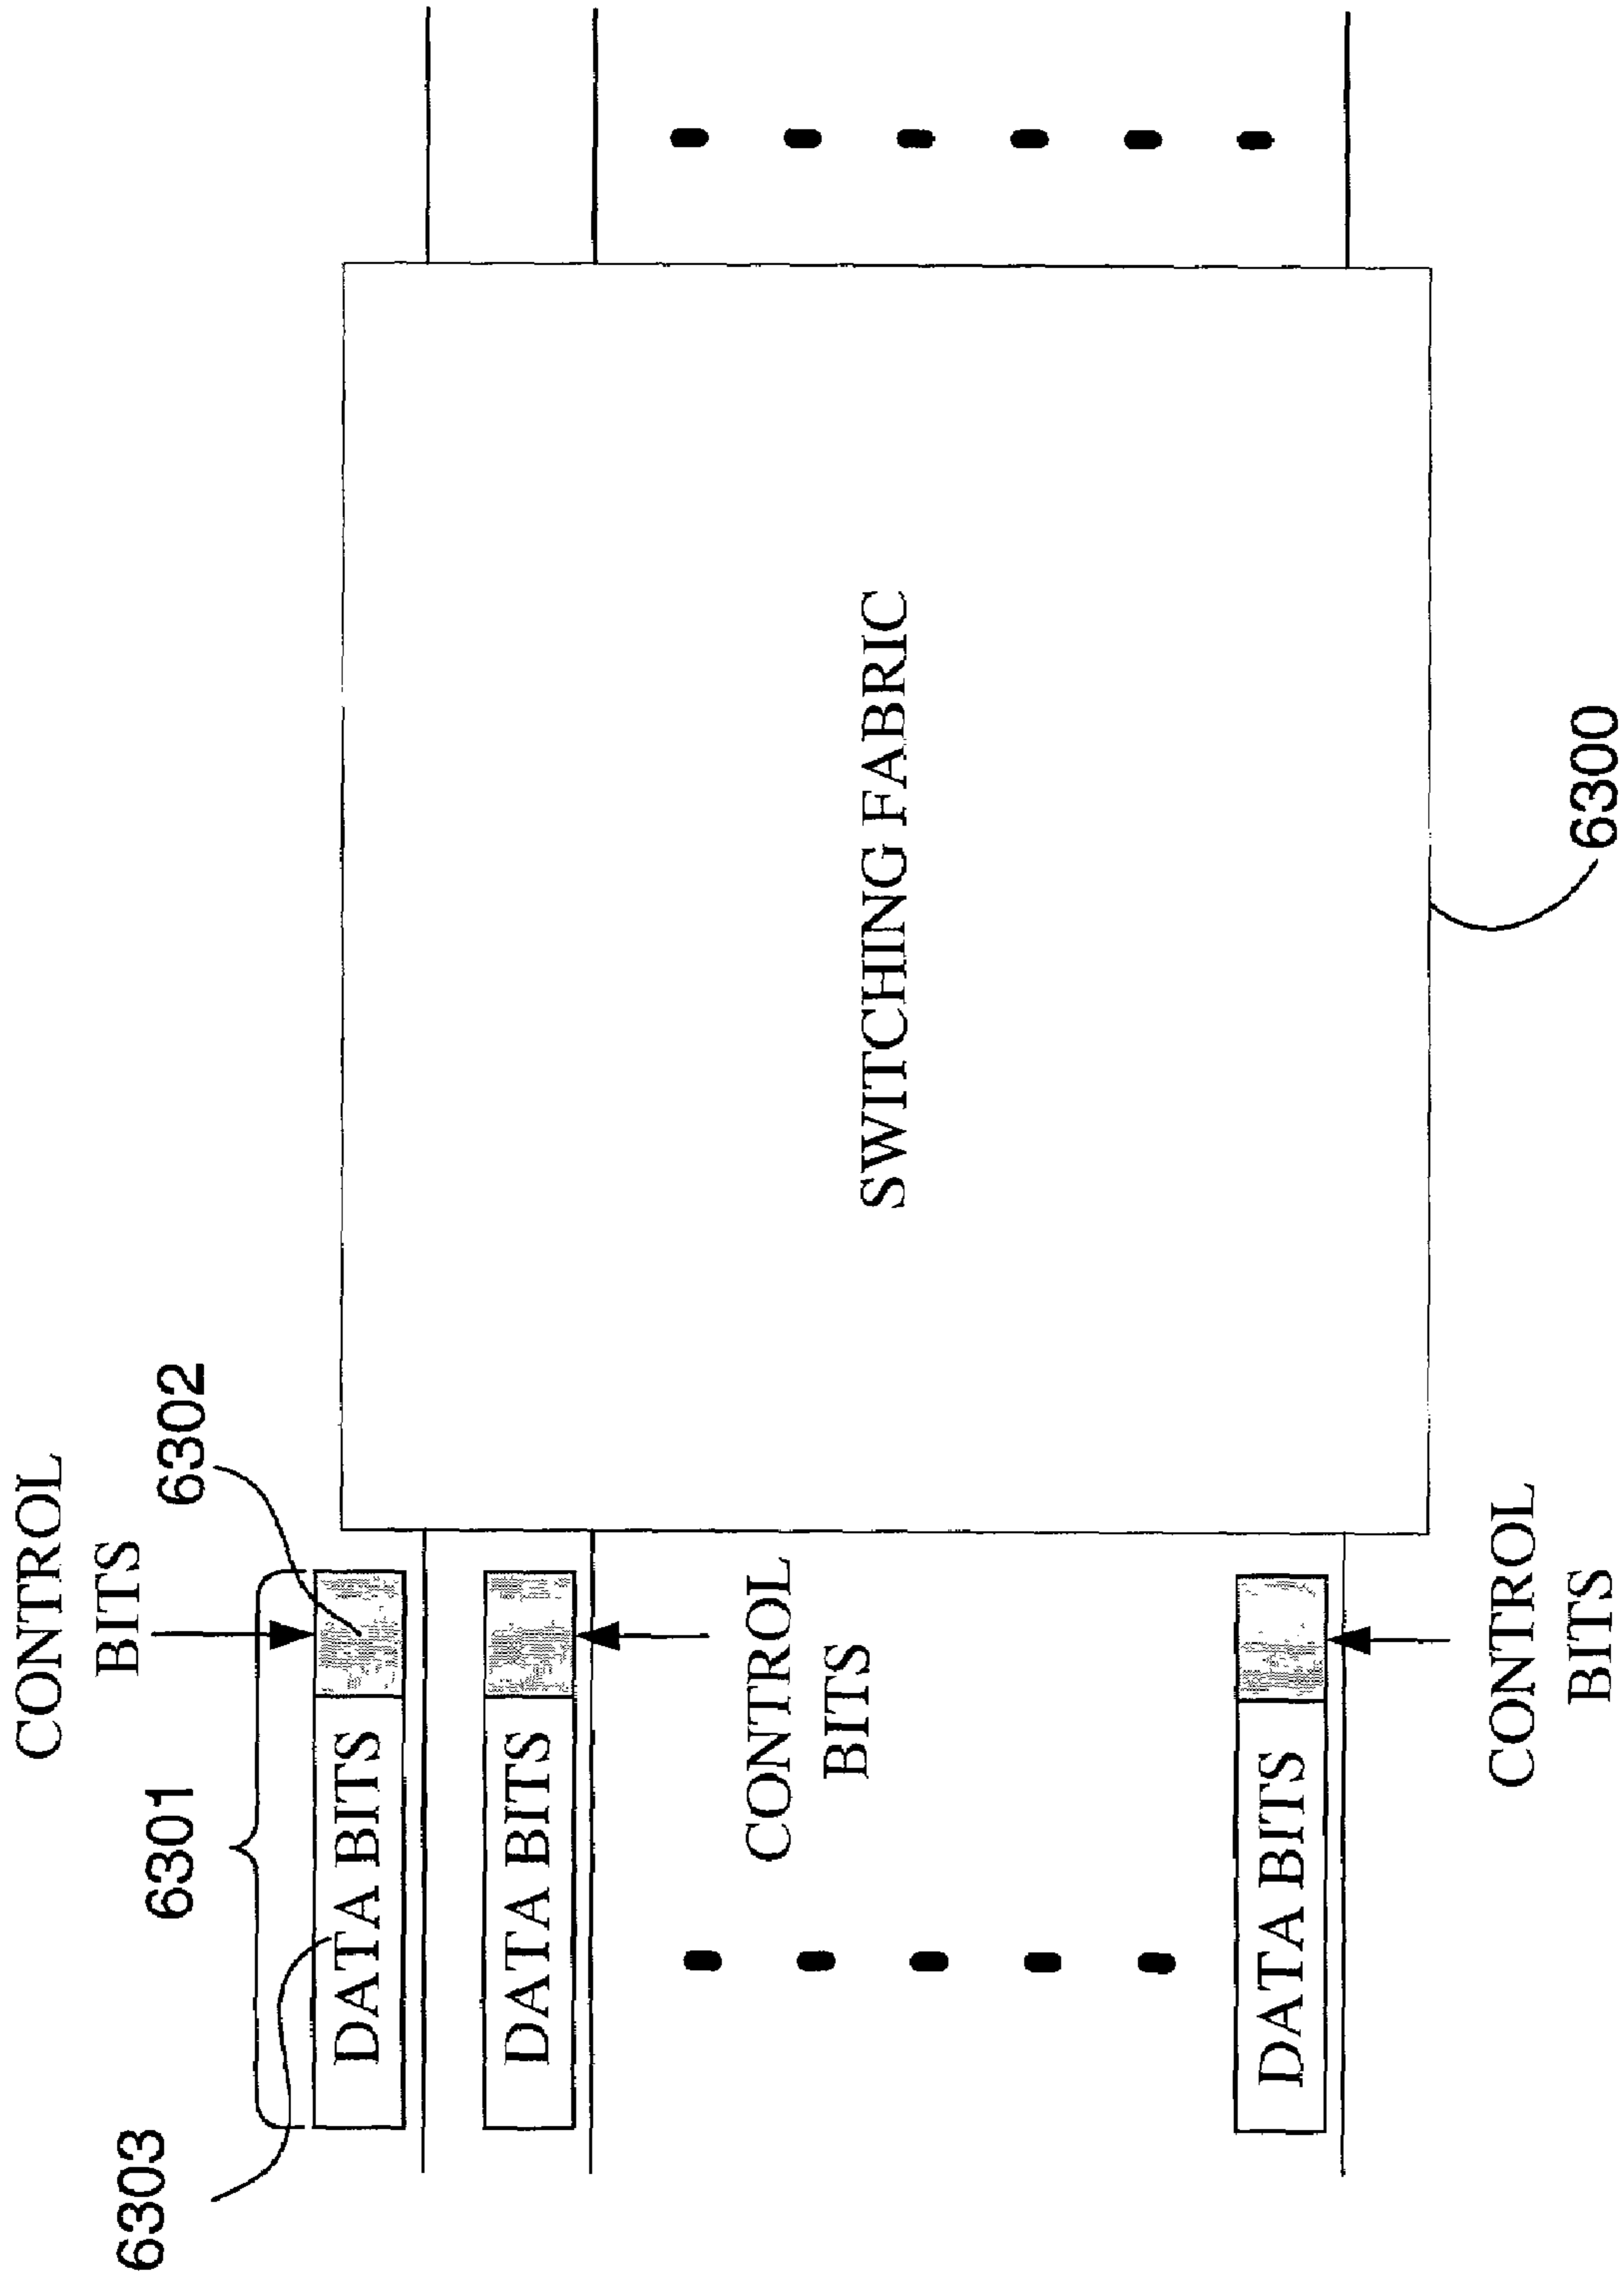 CONTROL
BITS
6302
6301
6303
DATA BITS
DATA BITS
CONTROL
BITS
SWITCHING FABRIC
DATA BITS
CONTROL
BITS
6300